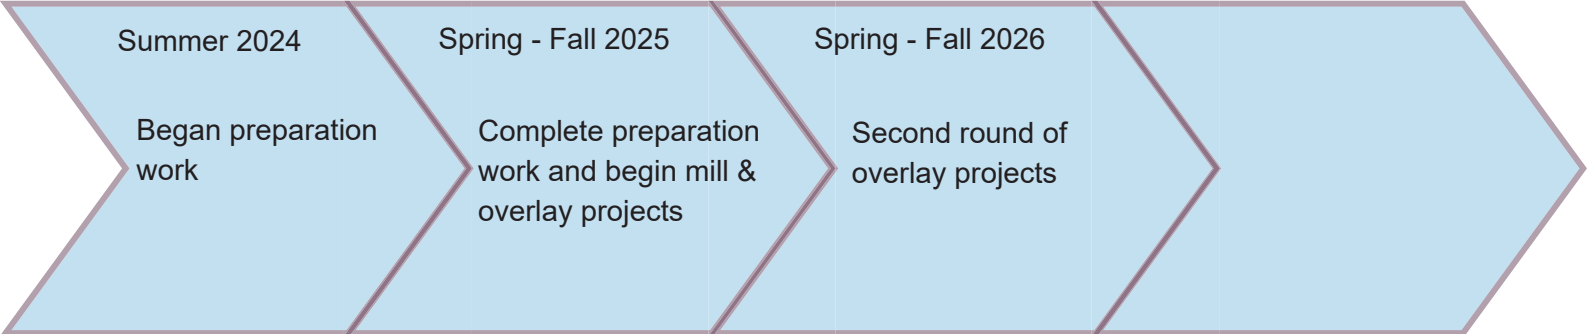 Summer 2024
Began preparation
work
Spring - Fall 2025
Complete preparation
work and begin mill &
overlay projects
Spring - Fall 2026
Second round of
overlay projects